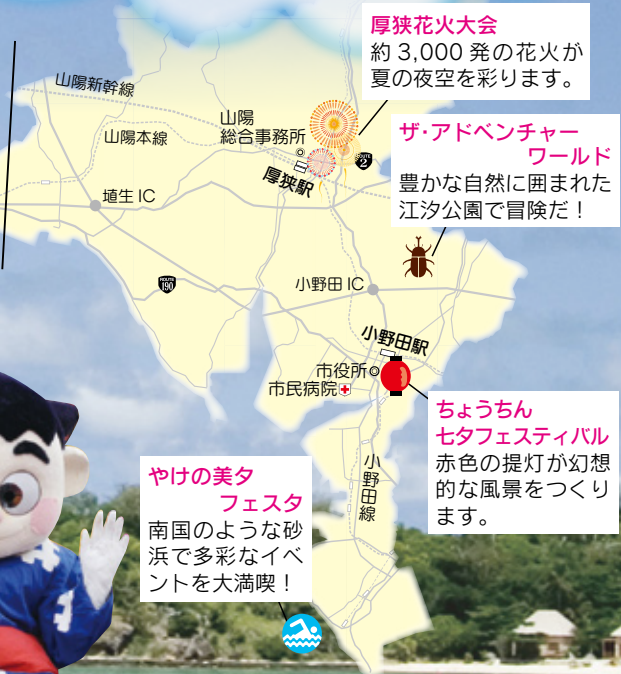 厚狭花火大会
約 3,000 発の花火が
夏の夜空を彩ります。
山陽新幹線
山陽本線
山陽
総合事務所
厚狭駅
ROUTE
2
ザ・アドベンチャー
ワールド
豊かな自然に囲まれた
江汐公園で冒険だ！
埴生 IC
ROUTE
190
小野田 IC
小野田駅
市役所
市民病院
ちょうちん
七夕フェスティバル
赤色の提灯が幻想
的な風景をつくり
ます。
小野田線
やけの美夕
フェスタ
南国のような砂
浜で多彩なイベ
ントを大満喫！